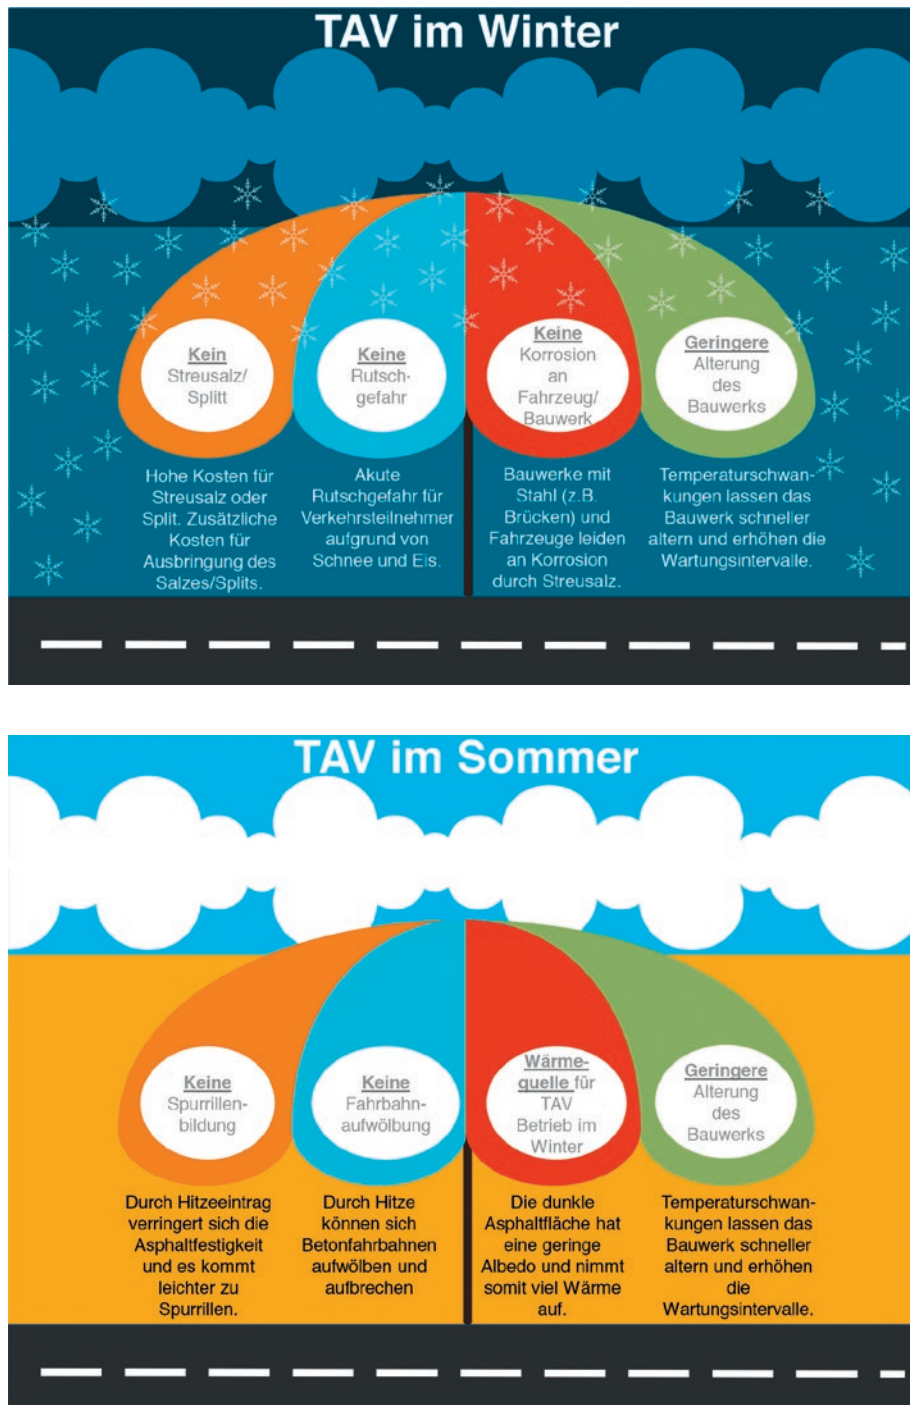 TAV im Winter
Kein
Streusalz/
Splitt
Keine
Rutsch-
gefahr
Keine
Korrosion
an
Fahrzeug/
Bauwerk
Geringere
Alterung
des
Bauwerks
Hohe Kosten für
Streusalz oder
Split. Zusätzliche
Kosten für
Ausbringung des
Salzes/Splits.
Akute
Rutschgefahr für
Verkehrsteilnehmer
aufgrund von
Schnee und Eis.
Bauwerke mit
Stahl (z.B.
Brücken) und
Fahrzeuge leiden
an Korrosion
durch Streusalz.
Temperaturschwan-
kungen lassen das
Bauwerk schneller
altern und erhöhen die
Wartungsintervalle.
TAV im Sommer
Keine
Spurrillen-
bildung
Keine
Fahrbahn-
aufwölbung
Wärme-
quelle für
TAV
Betrieb im
Winter
Geringere
Alterung
des
Bauwerks
Durch Hitzeeintrag
verringert sich die
Asphaltfestigkeit
und es kommt
leichter zu
Spurrillen.
Durch Hitze
können sich
Betonfahrbahnen
aufwölben und
aufbrechen
Die dunkle
Asphaltfläche hat
eine geringe
Albedo und nimmt
somit viel Wärme
auf.
Temperaturschwan-
kungen lassen das
Bauwerk schneller
altern und erhöhen
die
Wartungsintervalle.